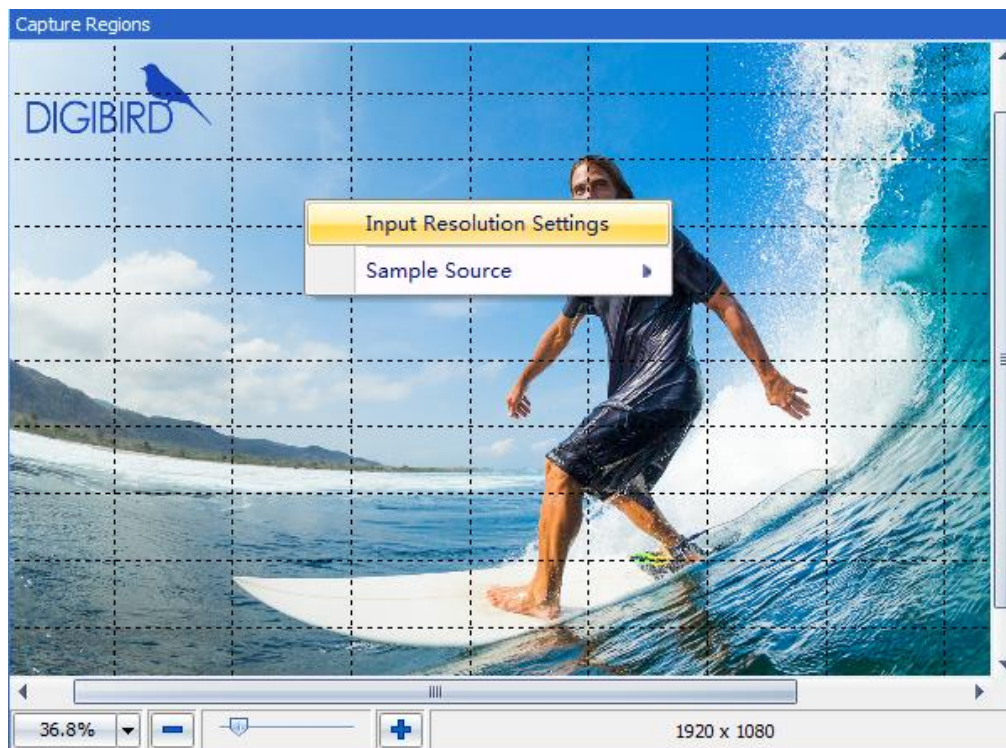 Capture Regions
DIGIBIRD
Input Resolution Settings
Sample Source
36.8%
1920 x 1080